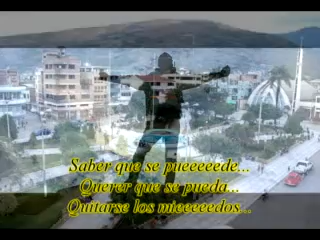 Saber que se pueeeeede...
Querer que se pueda...
Quitarse los mieeeeedos...